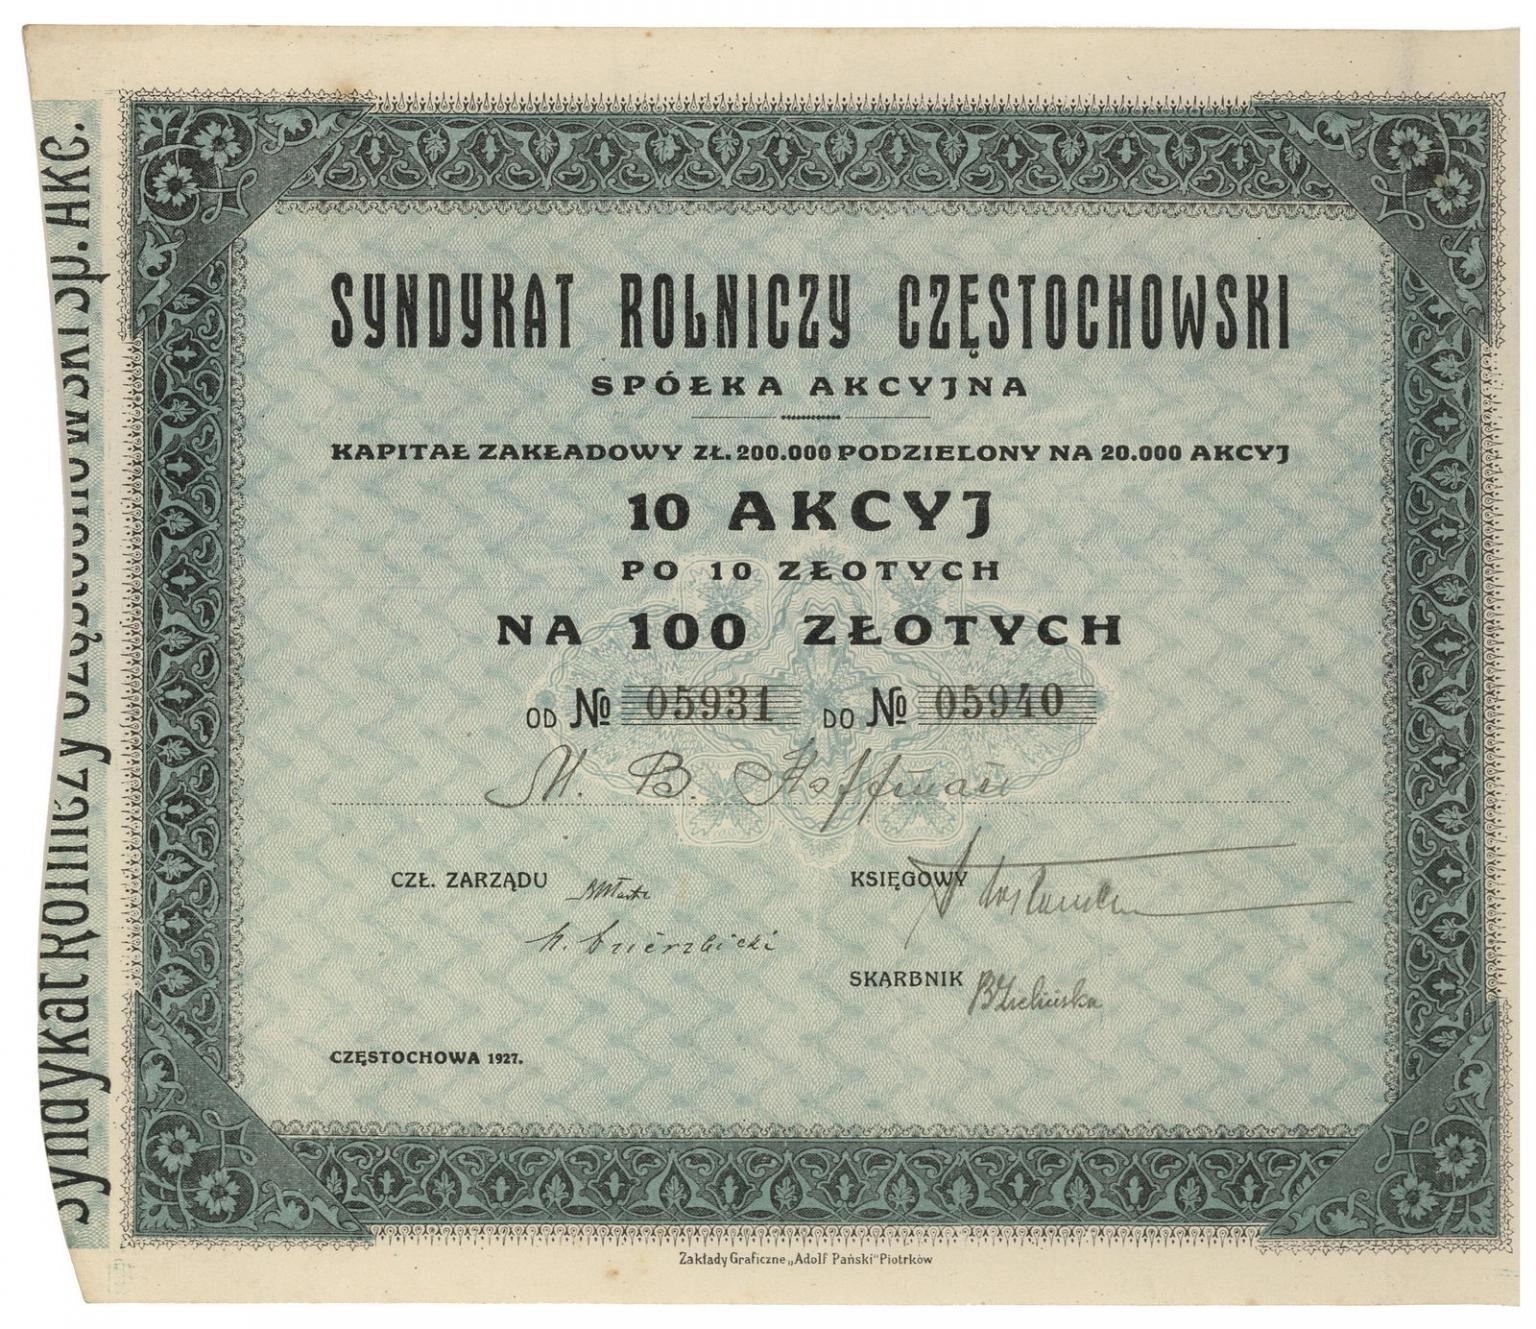 Syndykat Rolniczy Częstochowski Sp. Akc.
SYNDYKAT ROLNICZY CZĘSTOCHOWSKI
SPÓŁKA AKCYJNA
KAPITAŁ ZAKŁADOWY ZŁ. 200.000 PODZIELONY NA 20.000 AKCYJ
10 AKCYJ
PO 10 ZŁOTYCH
NA 100 ZŁOTYCH
OD № 05931 DO № 05940
M. B. Hoffman
CZŁ. ZARZĄDU
KSIĘGOWY
SKARBNIK BZielińska
CZĘSTOCHOWA 1927.
Zakłady Graficzne „Adolf Pański" Piotrków